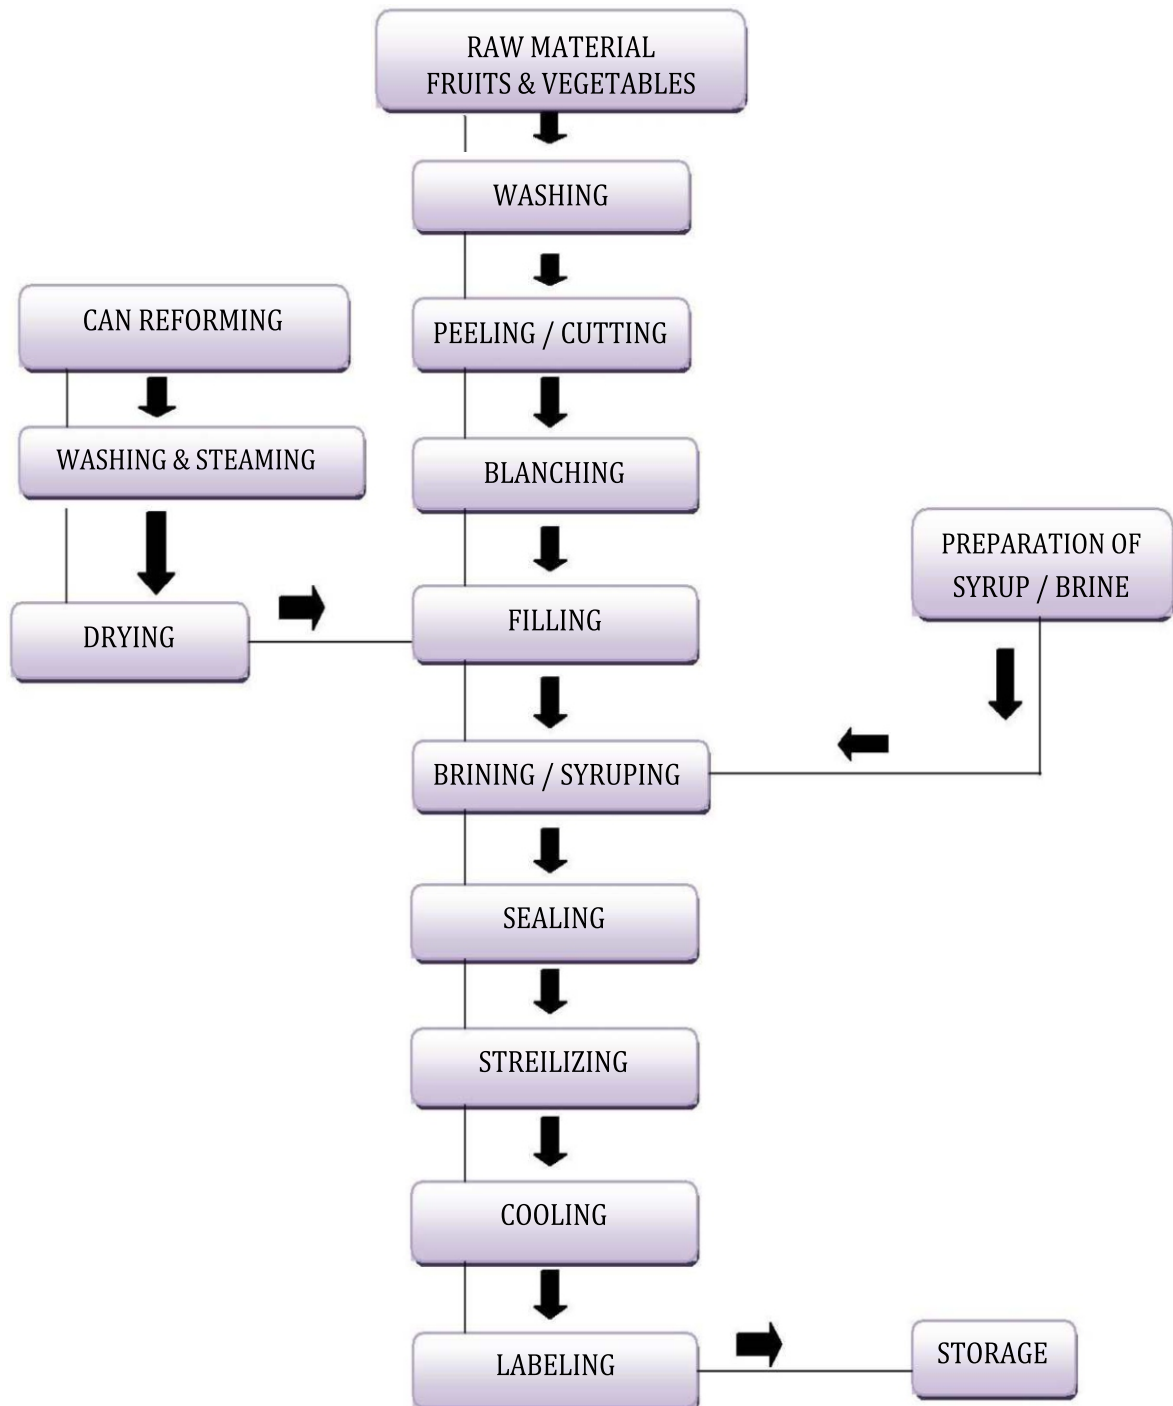 RAW MATERIAL
FRUITS & VEGETABLES
WASHING
CAN REFORMING
PEELING / CUTTING
WASHING & STEAMING
BLANCHING
PREPARATION OF
SYRUP / BRINE
DRYING
FILLING
BRINING / SYRUPING
SEALING
STREILIZING
COOLING
LABELING
STORAGE